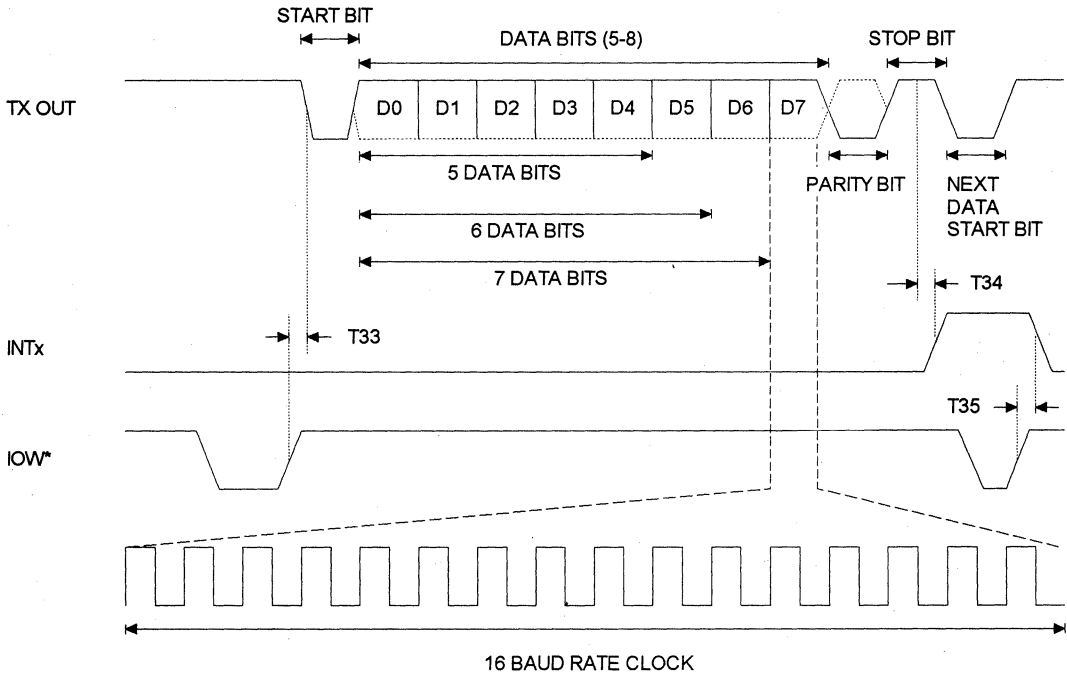 START BIT
DATA BITS (5-8)
STOP BIT
TX OUT
D0 D1 D2 D3 D4 D5 D6 D7
5 DATA BITS
PARITY BIT
NEXT
DATA
START BIT
6 DATA BITS
7 DATA BITS
T34
T33
INTx
T35
IOW*
16 BAUD RATE CLOCK